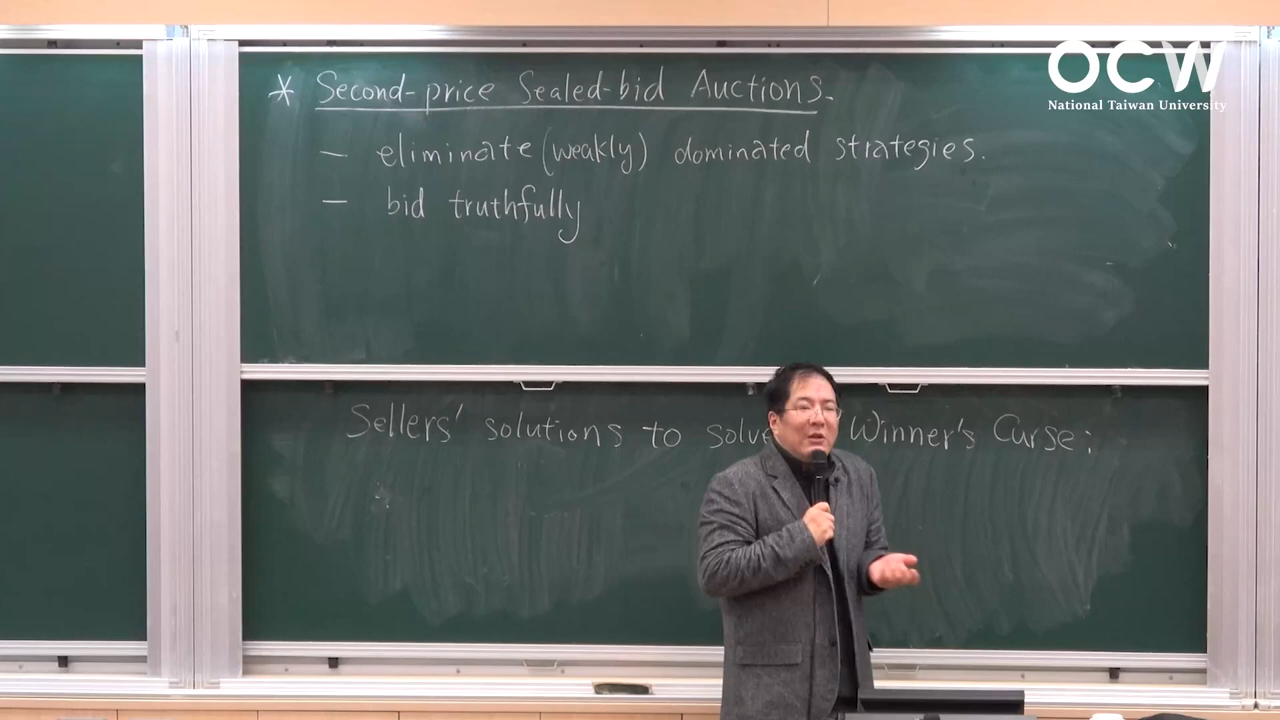 * Second-price Sealed-bid Auctions.
- eliminate (weakly) dominated strategies.
- bid truthfully
Sellers' solutions to solve Winner's Curse:
OCW
National Taiwan University